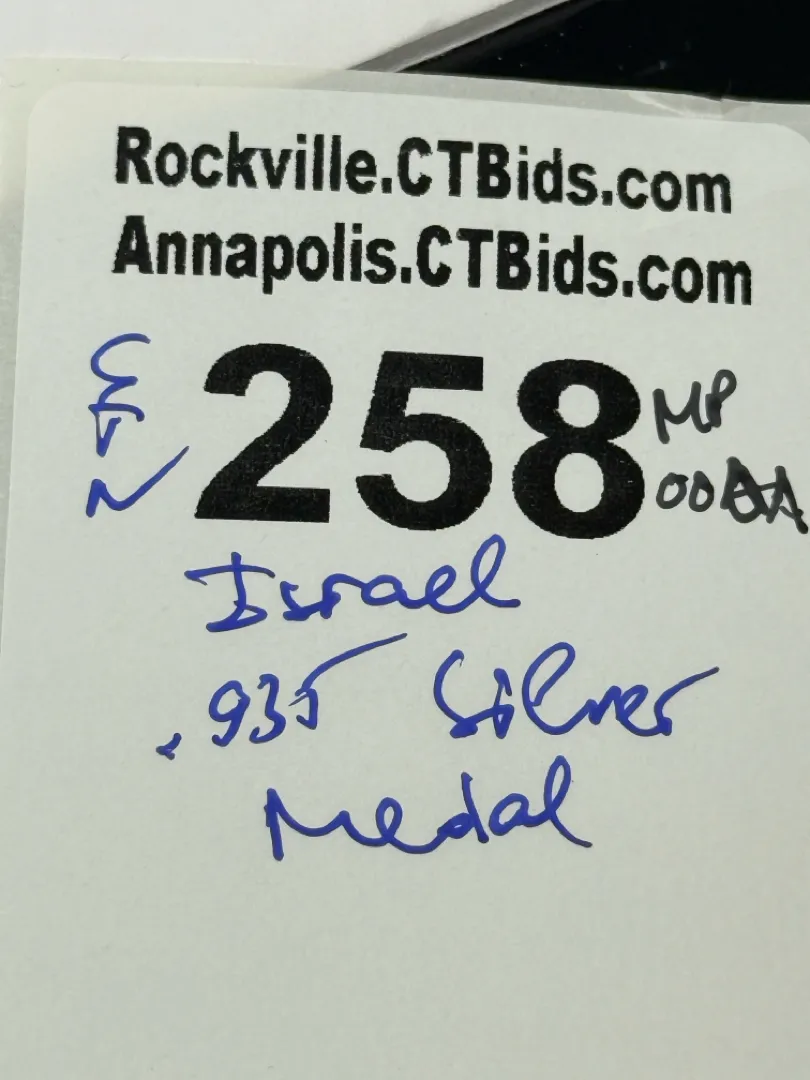 Rockville.CTBids.com
Annapolis.CTBids.com
258
MP
Israel
.935 Silver
Medal